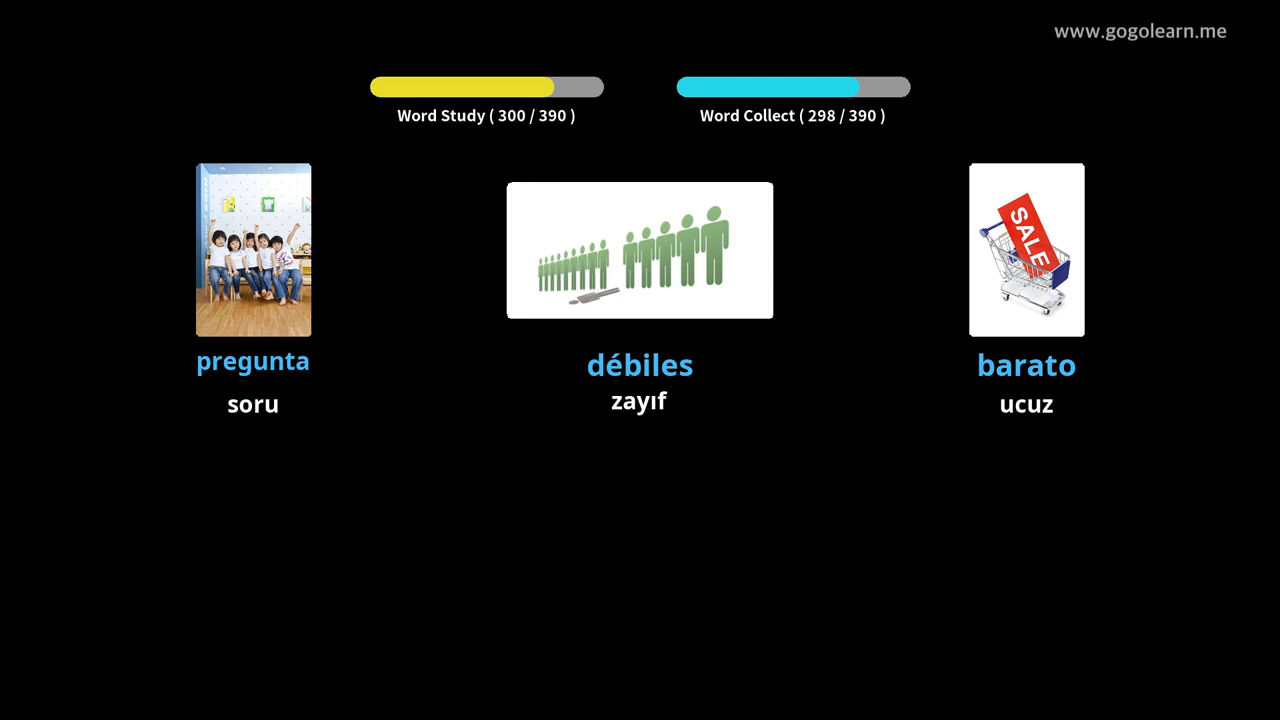 www.gogolearn.me
Word Study ( 300 / 390 )
Word Collect ( 298 / 390 )
SALE
pregunta
débiles
barato
soru
zayıf
ucuz